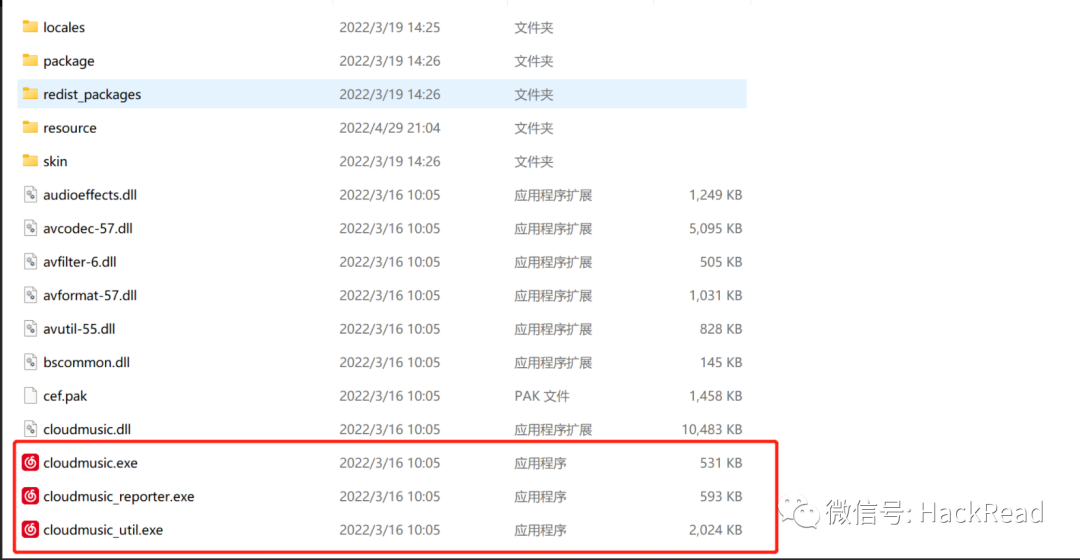 locales 2022/3/19 14:25 文件夹
package 2022/3/19 14:26 文件夹
redist_packages 2022/3/19 14:26 文件夹
resource 2022/4/29 21:04 文件夹
skin 2022/3/19 14:26 文件夹
audioeffects.dll 2022/3/16 10:05 应用程序扩展 1,249 KB
avcodec-57.dll 2022/3/16 10:05 应用程序扩展 5,095 KB
avfilter-6.dll 2022/3/16 10:05 应用程序扩展 505 KB
avformat-57.dll 2022/3/16 10:05 应用程序扩展 1,031 KB
avutil-55.dll 2022/3/16 10:05 应用程序扩展 828 KB
bscommon.dll 2022/3/16 10:05 应用程序扩展 145 KB
cef.pak 2022/3/16 10:05 PAK 文件 1,458 KB
cloudmusic.dll 2022/3/16 10:05 应用程序扩展 10,483 KB
cloudmusic.exe 2022/3/16 10:05 应用程序 531 KB
cloudmusic_reporter.exe 2022/3/16 10:05 应用程序 593 KB
cloudmusic_util.exe 2022/3/16 10:05 应用程序 2,024 KB
微信号: HackRead